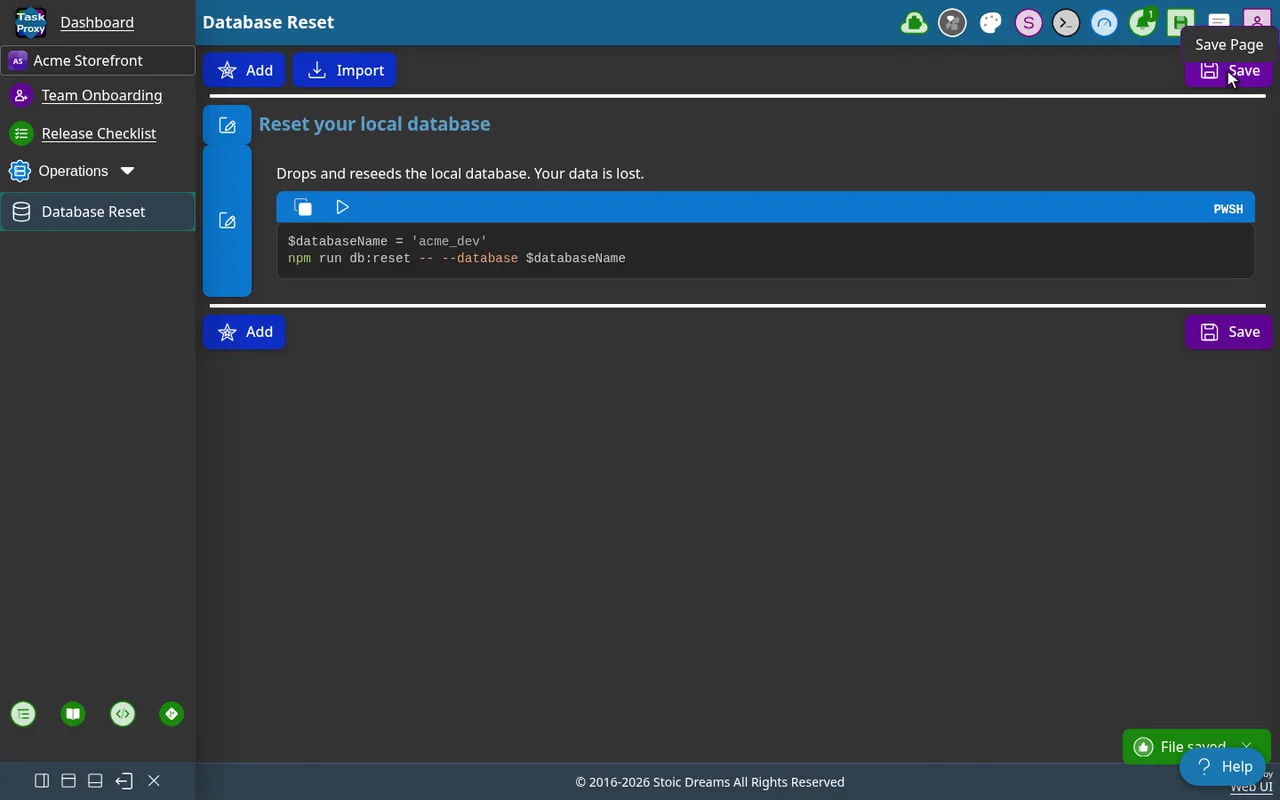 Task
Proxy
Dashboard
Database Reset
S
1
Save Page
AS Acme Storefront
Add
Import
Save
Team Onboarding
Reset your local database
Release Checklist
Operations
Drops and reseeds the local database. Your data is lost.
Database Reset
PWSH
$databaseName = 'acme_dev'
npm run db:reset -- --database $databaseName
Add
Save
File saved
? Help
© 2016-2026 Stoic Dreams All Rights Reserved
by
Web UI